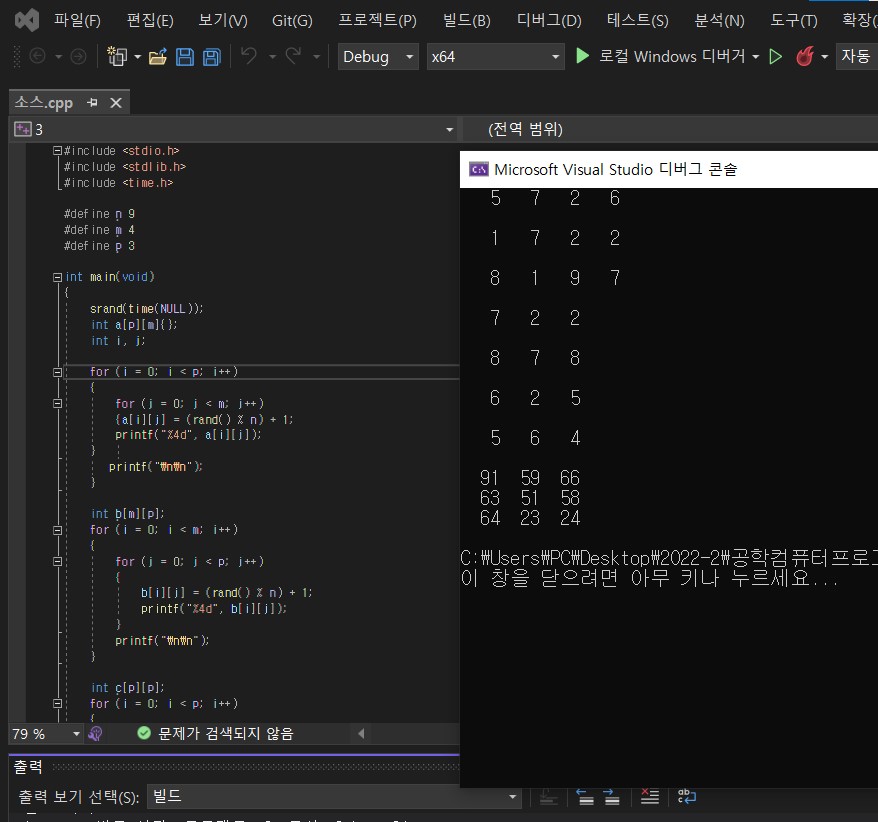 파일(F) 편집(E) 보기(V) Git(G) 프로젝트(P) 빌드(B) 디버그(D) 테스트(S) 분석(N) 도구(T) 확장(
Debug x64 로컬 Windows 디버거 자동
소스.cpp
3 (전역 범위)
#include <stdio.h>
#include <stdlib.h>
#include <time.h>
#define n 9
#define m 4
#define p 3
int main(void)
{
srand(time(NULL));
int a[p][m]{};
int i, j;
for (i = 0; i < p; i++)
{
for (j = 0; j < m; j++)
{a[i][j] = (rand() % n) + 1;
printf("%4d", a[i][j]);
}
printf("₩n₩n");
}
int b[m][p];
for (i = 0; i < m; i++)
{
for (j = 0; j < p; j++)
{
b[i][j] = (rand() % n) + 1;
printf("%4d", b[i][j]);
}
printf("₩n₩n");
}
int c[p][p];
for (i = 0; i < p; i++)
{
79 % 문제가 검색되지 않음
출력
출력 보기 선택(S): 빌드
Microsoft Visual Studio 디버그 콘솔
5 7 2 6
1 7 2 2
8 1 9 7
7 2 2
8 7 8
6 2 5
5 6 4
91 59 66
63 51 58
64 23 24
C:₩Users₩PC₩Desktop₩2022-2₩공학컴퓨터프로그
이 창을 닫으려면 아무 키나 누르세요...